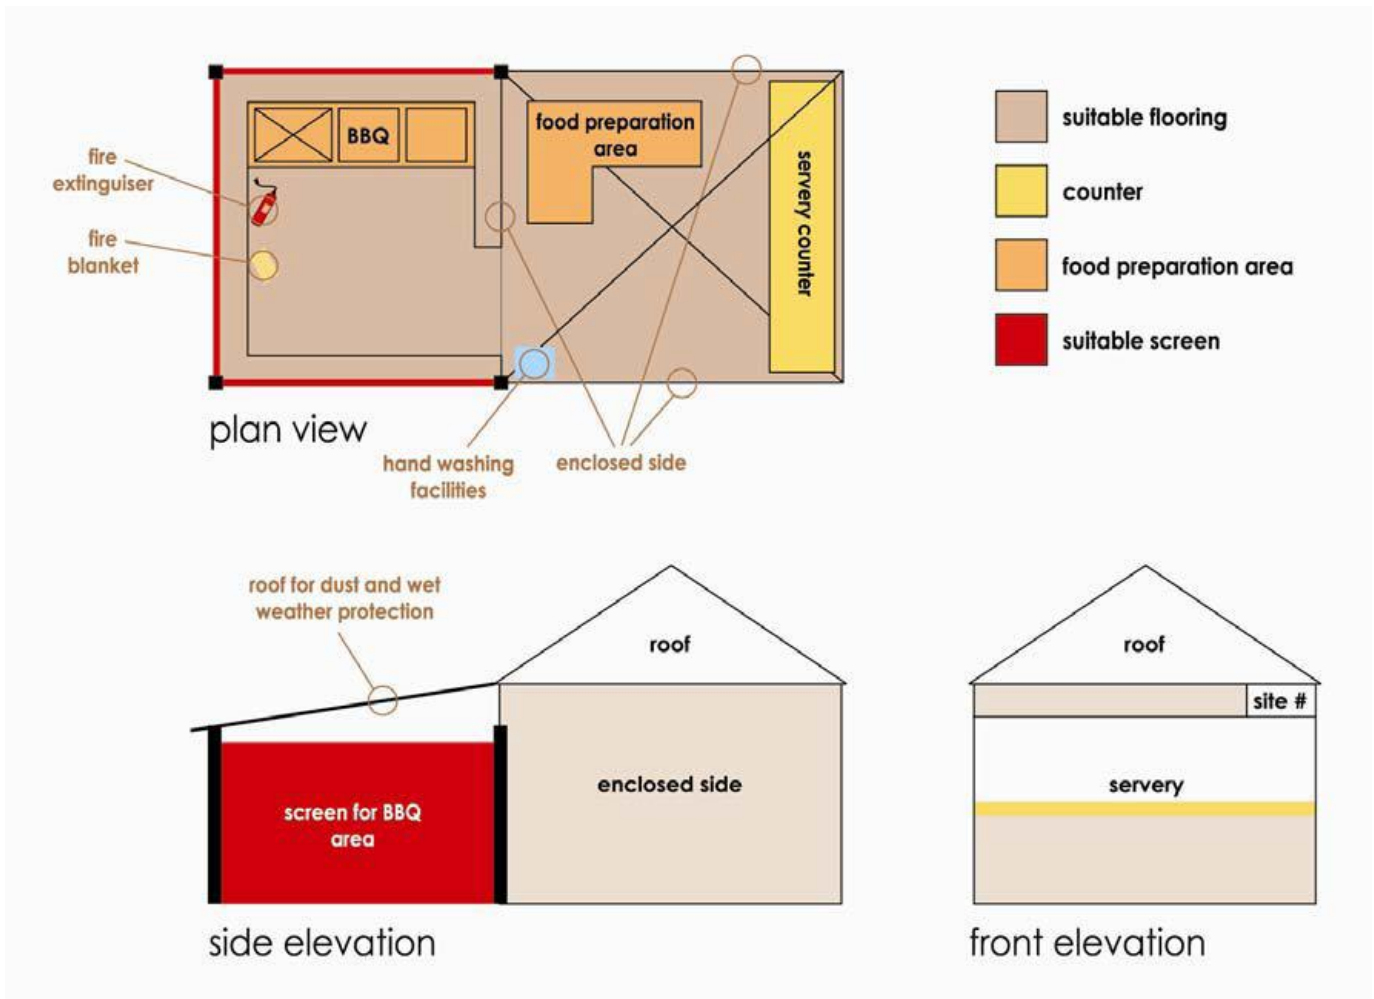 BBQ
food preparation
area
servery counter
fire
extinguiser
fire
blanket
suitable flooring
counter
food preparation area
suitable screen
plan view
hand washing
facilities
enclosed side
roof for dust and wet
weather protection
roof
screen for BBQ
area
enclosed side
side elevation
roof
site #
servery
front elevation